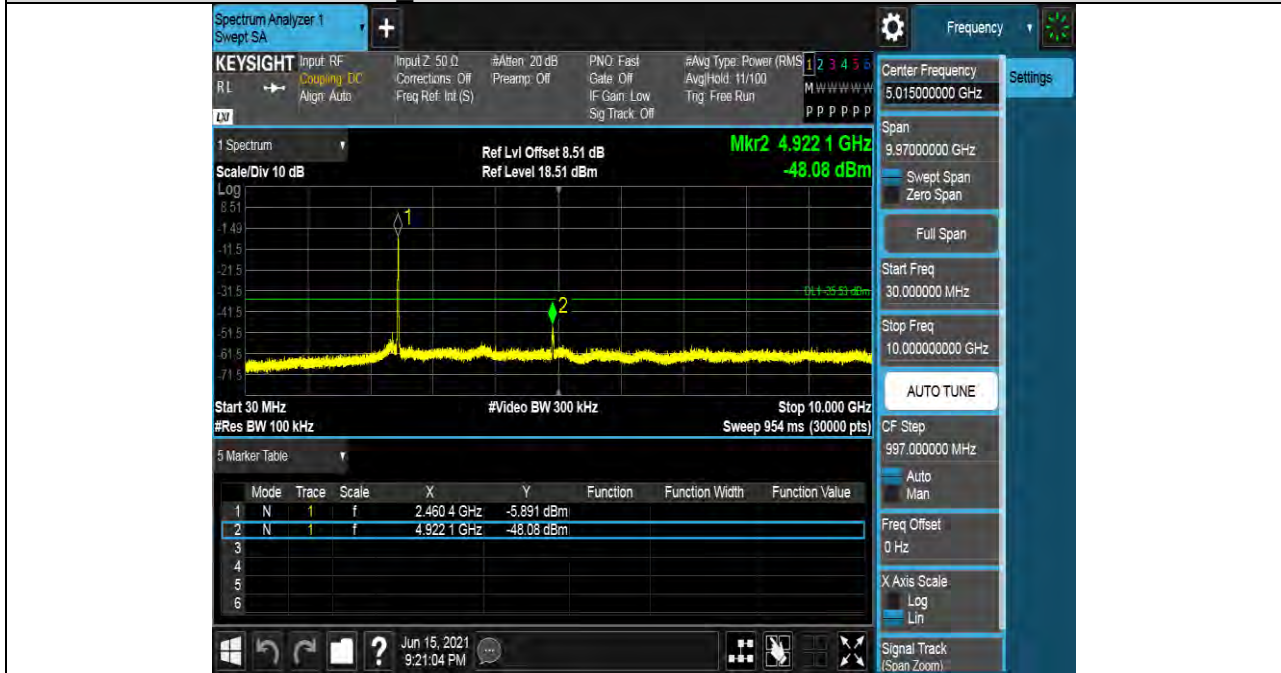 Spectrum Analyzer 1
Swept SA
+
Frequency
KEYSIGHT Input: RF Input Z: 50 Ω #Atten: 20 dB PNO: Fast #Avg Type: Power (RMS 1 2 3 4 5 6
RL Coupling: DC Corrections: Off Preamp: Off Gate: Off Avg|Hold: 11/100 M W W W W W
Align: Auto Freq Ref: Int (S) IF Gain: Low Trig: Free Run
LXI Sig Track: Off P P P P P P
Center Frequency
5.015000000 GHz
Settings
1 Spectrum
Ref Lvl Offset 8.51 dB
Mkr2 4.922 1 GHz
Scale/Div 10 dB
Ref Level 18.51 dBm
-48.08 dBm
Log
8.51
-1.49
-11.5
-21.5
-31.5
-41.5
-51.5
-61.5
-71.5
1
2
Start 30 MHz #Video BW 300 kHz Stop 10.000 GHz
#Res BW 100 kHz Sweep 954 ms (30000 pts)
Span
9.97000000 GHz
Swept Span
Zero Span
Full Span
Start Freq
30.000000 MHz
Stop Freq
10.000000000 GHz
AUTO TUNE
CF Step
997.000000 MHz
Auto
Man
Freq Offset
0 Hz
X Axis Scale
Log
Lin
Signal Track
(Span Zoom)
5 Marker Table
Mode Trace Scale X Y Function Function Width Function Value
1 N 1 f 2.460 4 GHz -5.891 dBm
2 N 1 f 4.922 1 GHz -48.08 dBm
3
4
5
6
?
Jun 15, 2021
9:21:04 PM